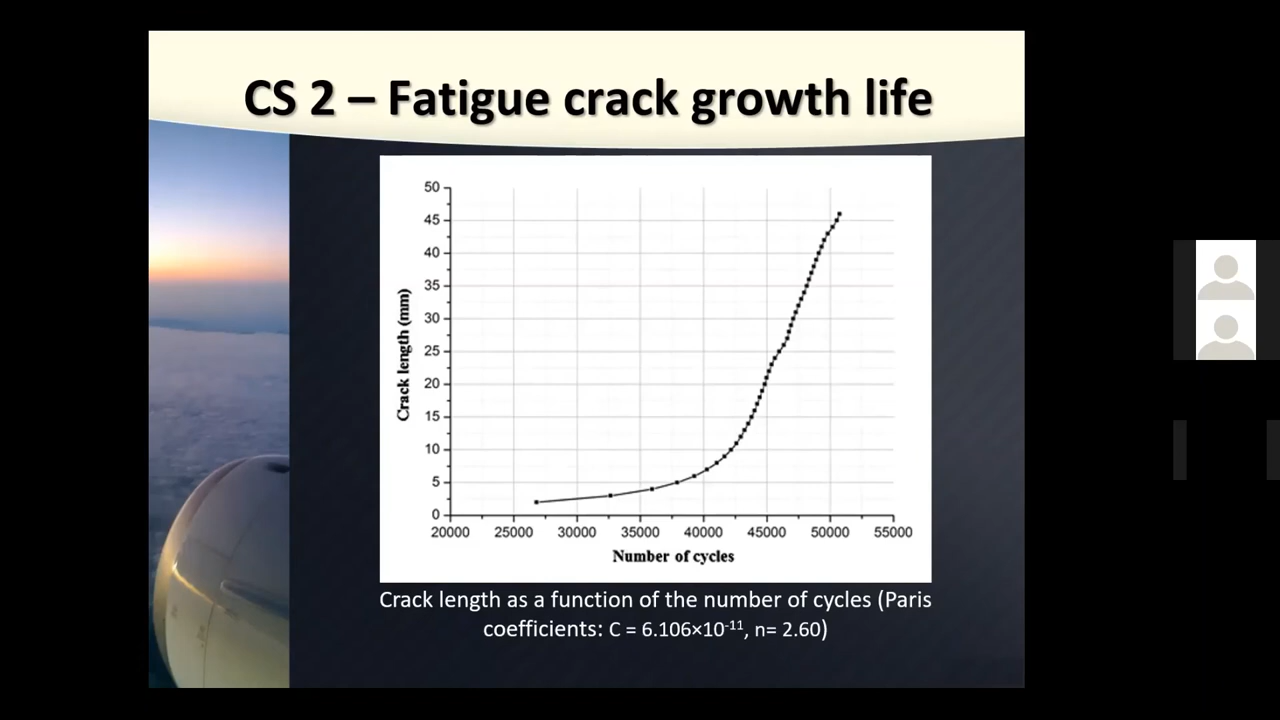 CS 2 – Fatigue crack growth life
50
45
40
35
30
25
20
15
10
5
0
Crack length (mm)
20000 25000 30000 35000 40000 45000 50000 55000
Number of cycles
Crack length as a function of the number of cycles (Paris
coefficients: C = 6.106×10⁻¹¹, n= 2.60)